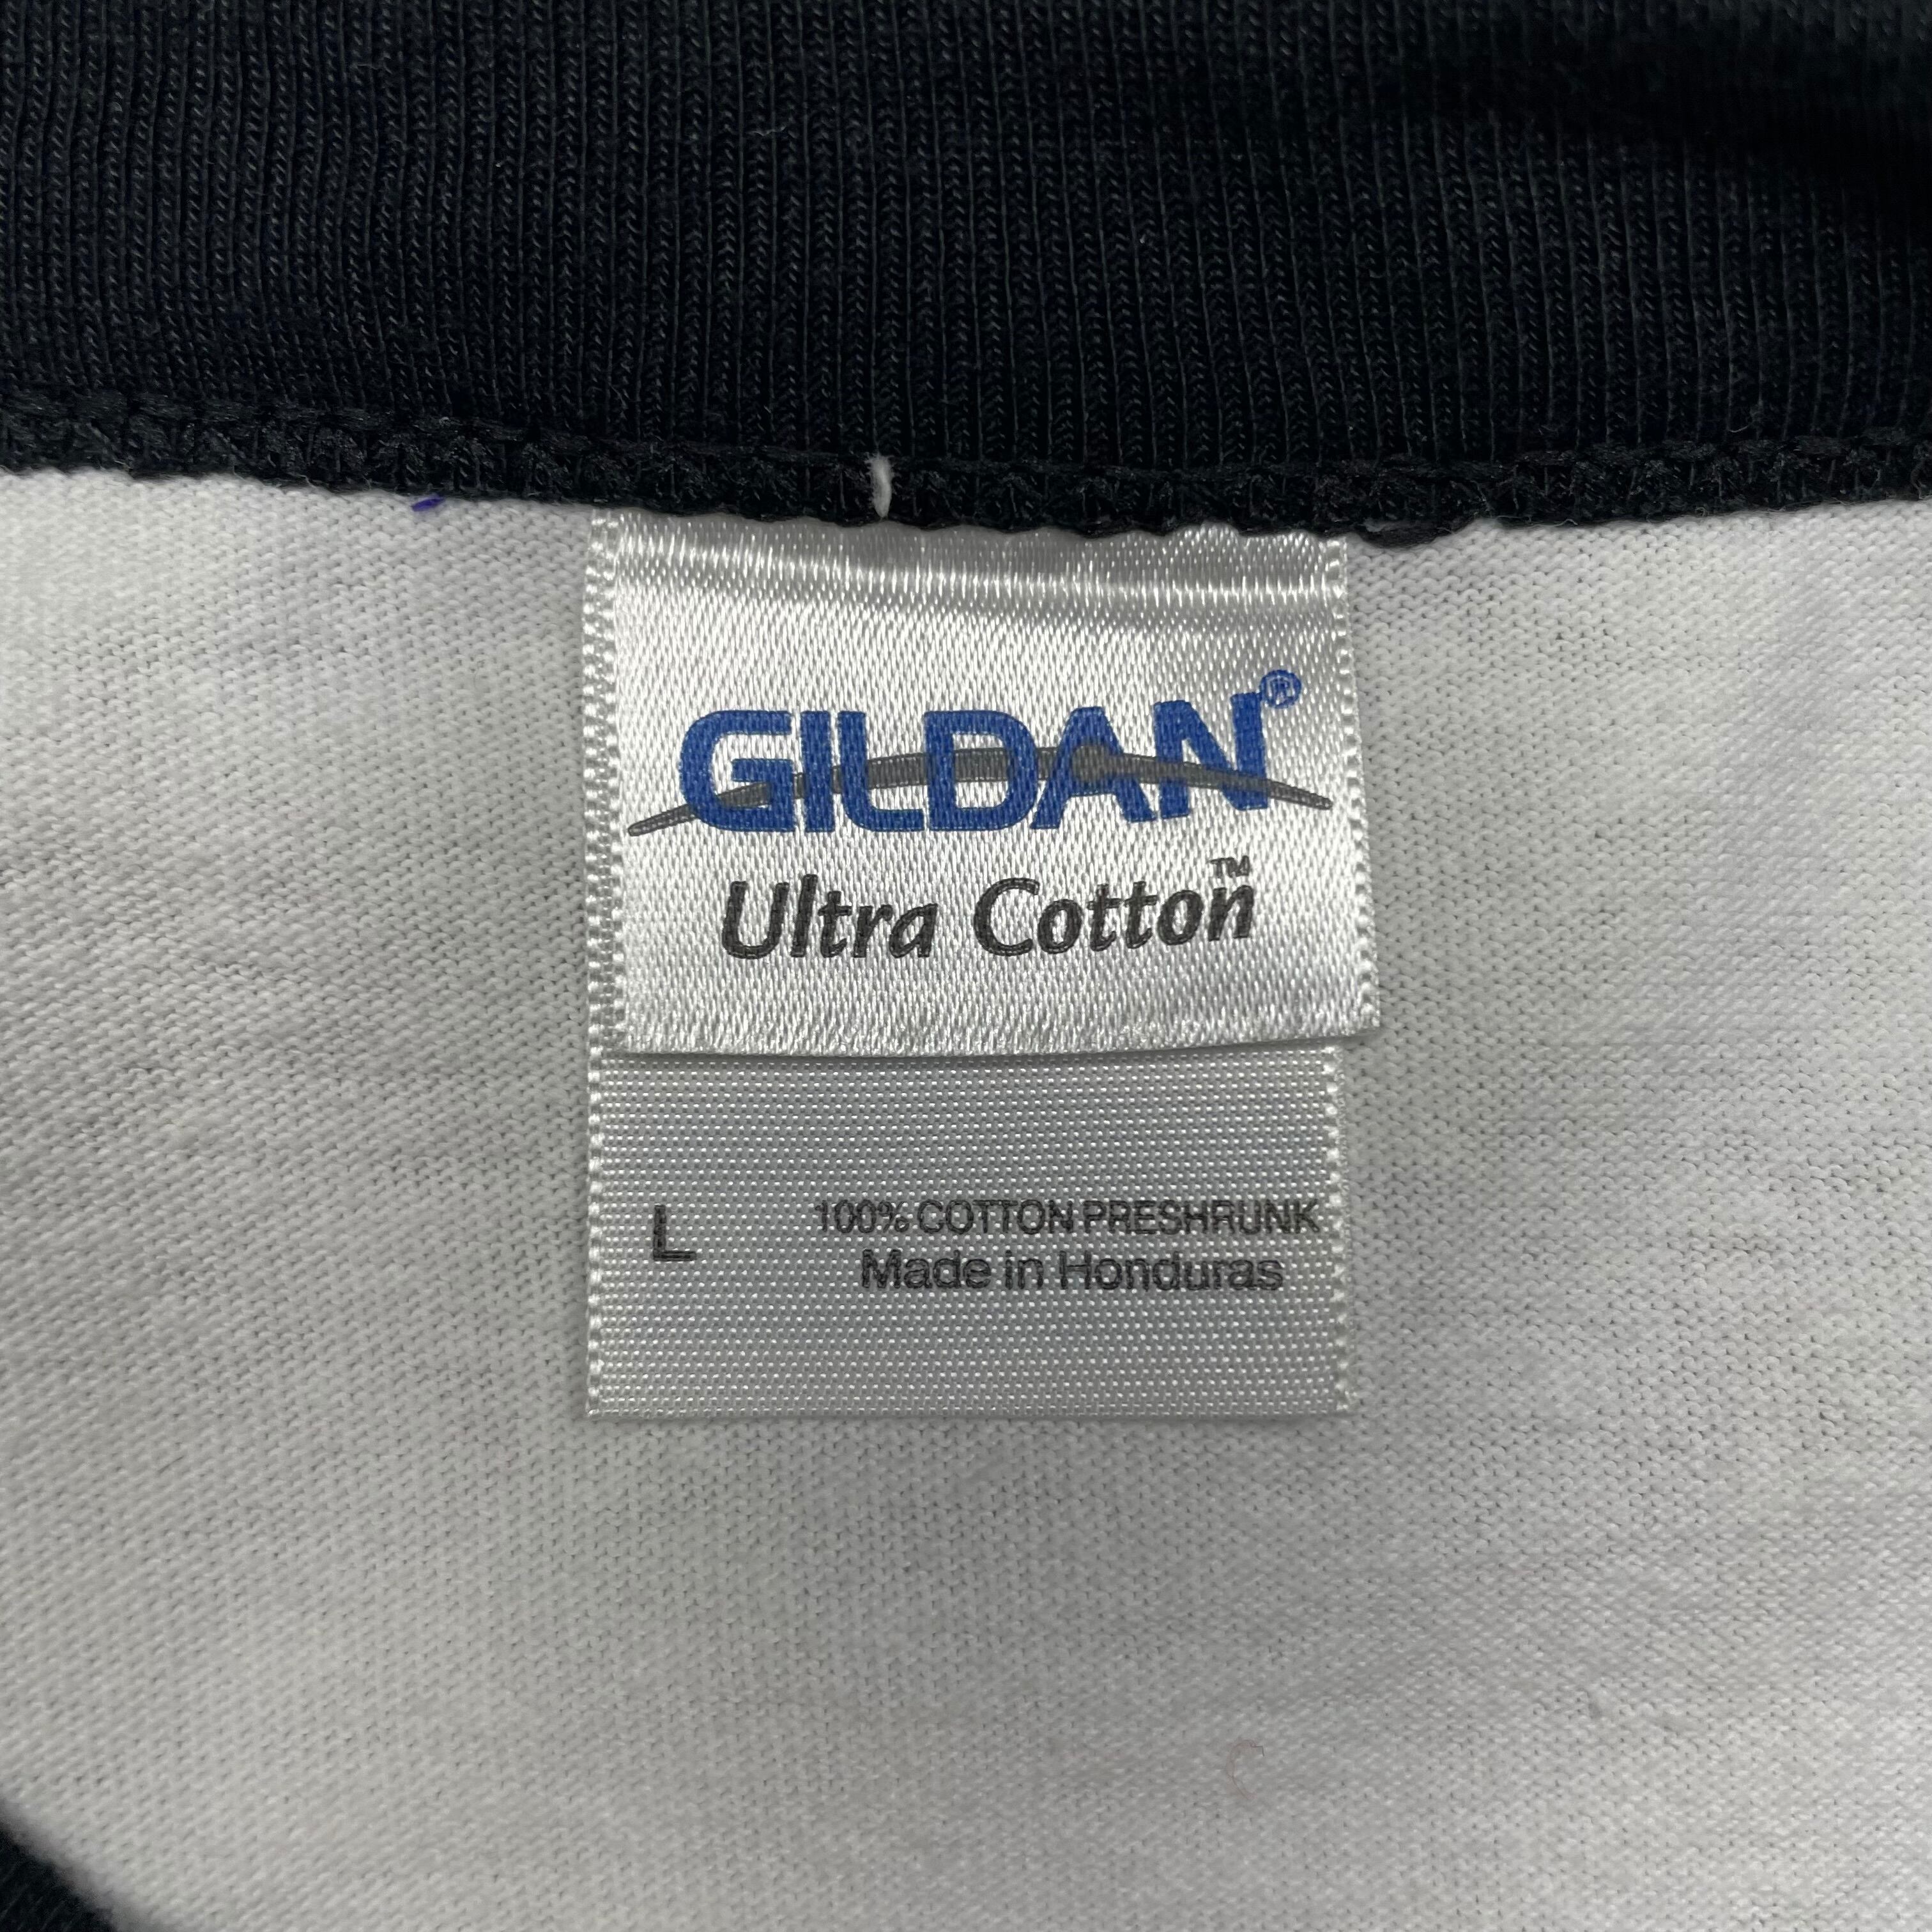 GILDAN®
Ultra Cotton™
L 100% COTTON PRESHRUNK
Made in Honduras